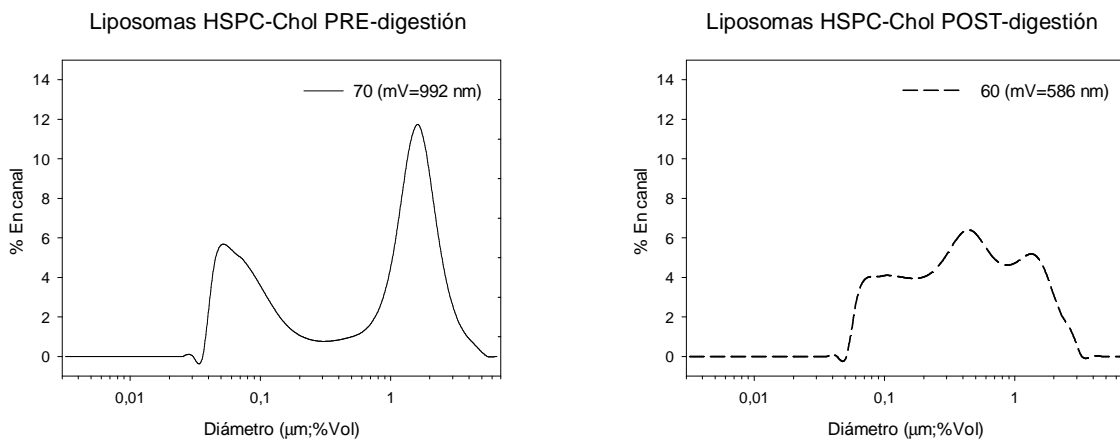 Liposomas HSPC-Chol PRE-digestión
70 (mV=992 nm)
% En canal
14
12
10
8
6
4
2
0
0,01
0,1
1
Diámetro (μm;%Vol)
Liposomas HSPC-Chol POST-digestión
60 (mV=586 nm)
% En canal
14
12
10
8
6
4
2
0
0,01
0,1
1
Diámetro (μm;%Vol)